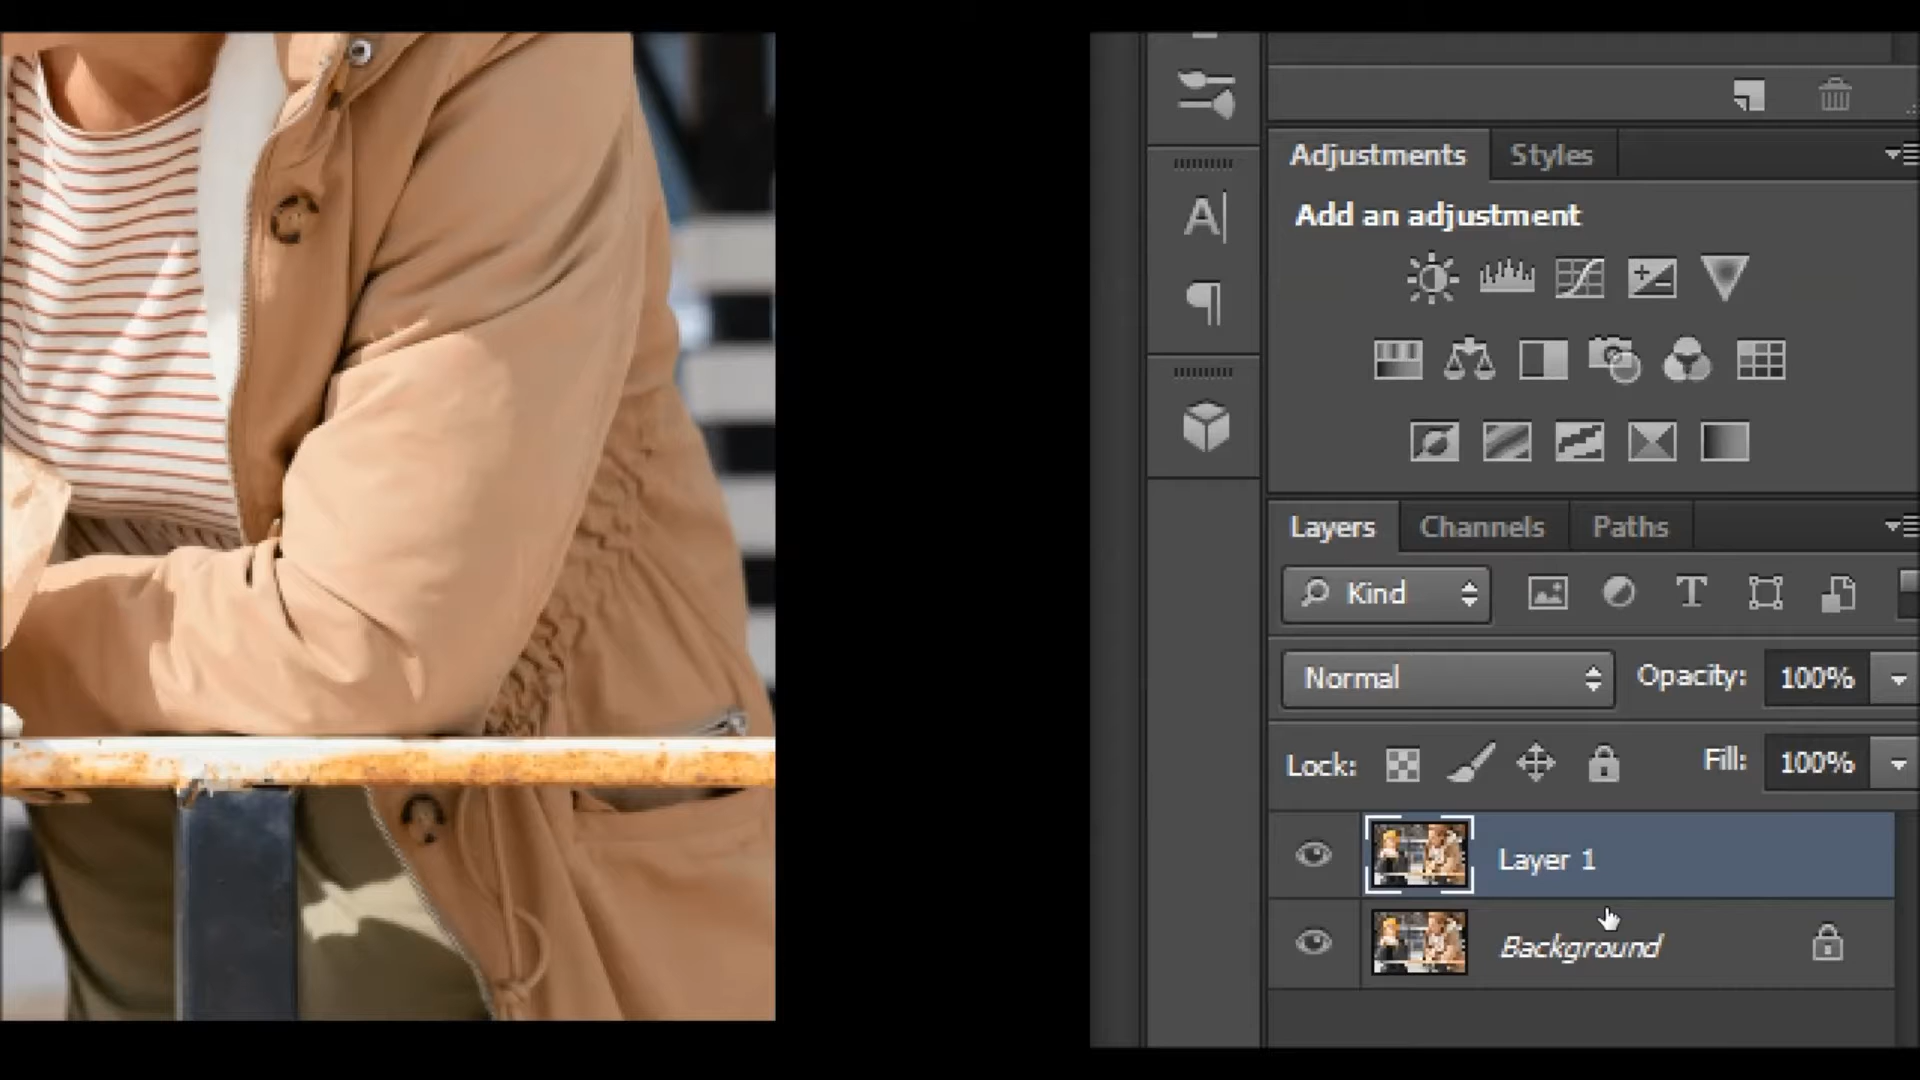 Adjustments Styles
Add an adjustment
Layers Channels Paths
Kind
Normal Opacity: 100%
Lock: Fill: 100%
Layer 1
Background